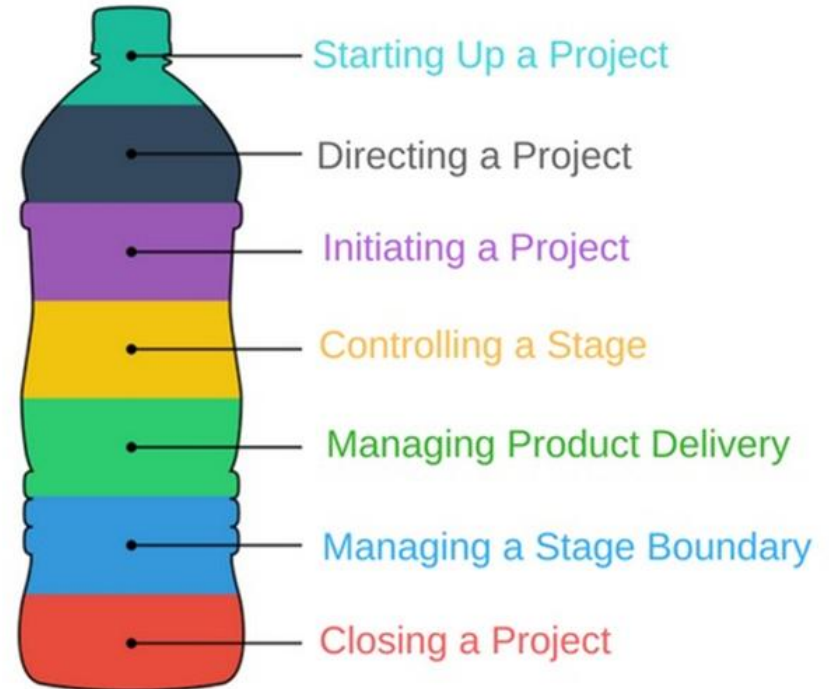 Starting Up a Project
Directing a Project
Initiating a Project
Controlling a Stage
Managing Product Delivery
Managing a Stage Boundary
Closing a Project